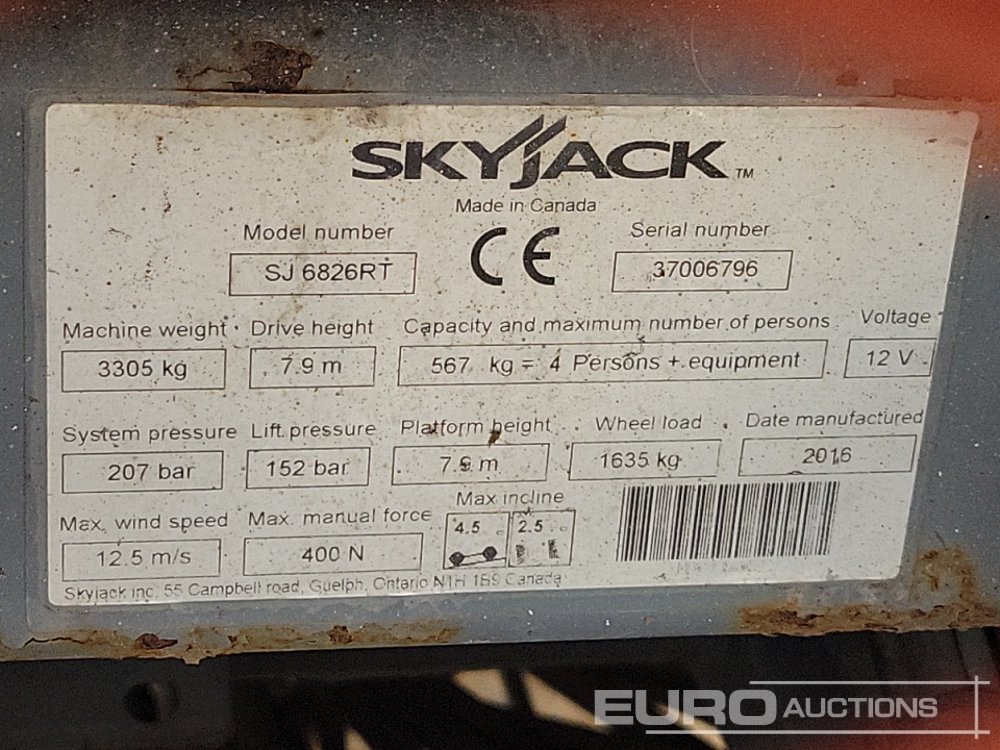 SKYJACK TM
Made in Canada
Model number Serial number
SJ 6826RT CE 37006796
Machine weight Drive height Capacity and maximum number of persons Voltage
3305 kg 7.9 m 567 kg = 4 Persons + equipment 12 V
System pressure Lift pressure Platform height Wheel load Date manufactured
207 bar 152 bar 7.9 m 1635 kg 2016
Max. wind speed Max. manual force Max incline
12.5 m/s 400 N 4.5 ° 2.5 °
Skyjack inc. 55 Campbell road, Guelph, Ontario N1H 1B9 Canada
EURO AUCTIONS